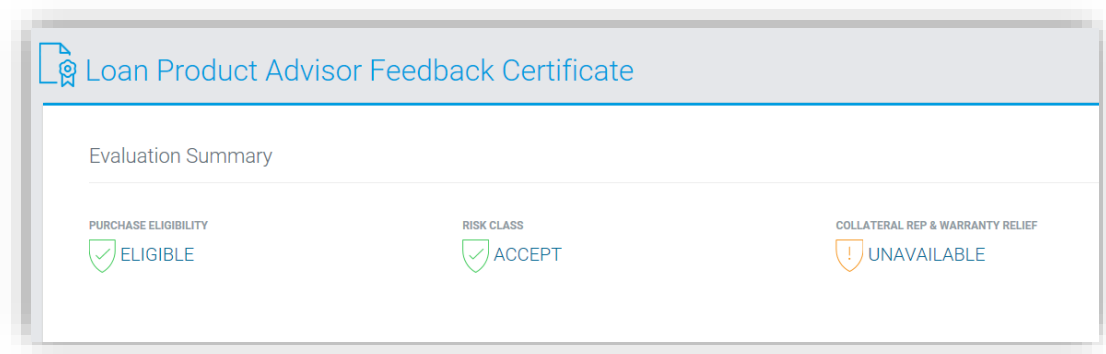 Loan Product Advisor Feedback Certificate
Evaluation Summary
PURCHASE ELIGIBILITY
ELIGIBLE
RISK CLASS
ACCEPT
COLLATERAL REP & WARRANTY RELIEF
UNAVAILABLE